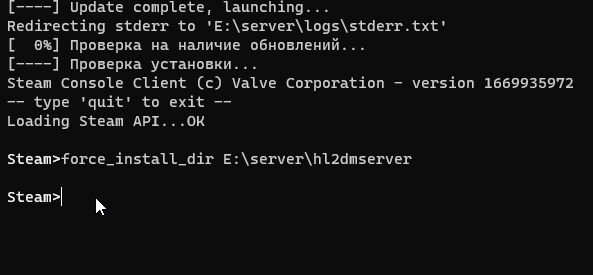 [----] Update complete, launching...
Redirecting stderr to 'E:\server\logs\stderr.txt'
[  0%] Проверка на наличие обновлений...
[----] Проверка установки...
Steam Console Client (c) Valve Corporation - version 1669935972
-- type 'quit' to exit --
Loading Steam API...OK
Steam>force_install_dir E:\server\hl2dmserver
Steam>